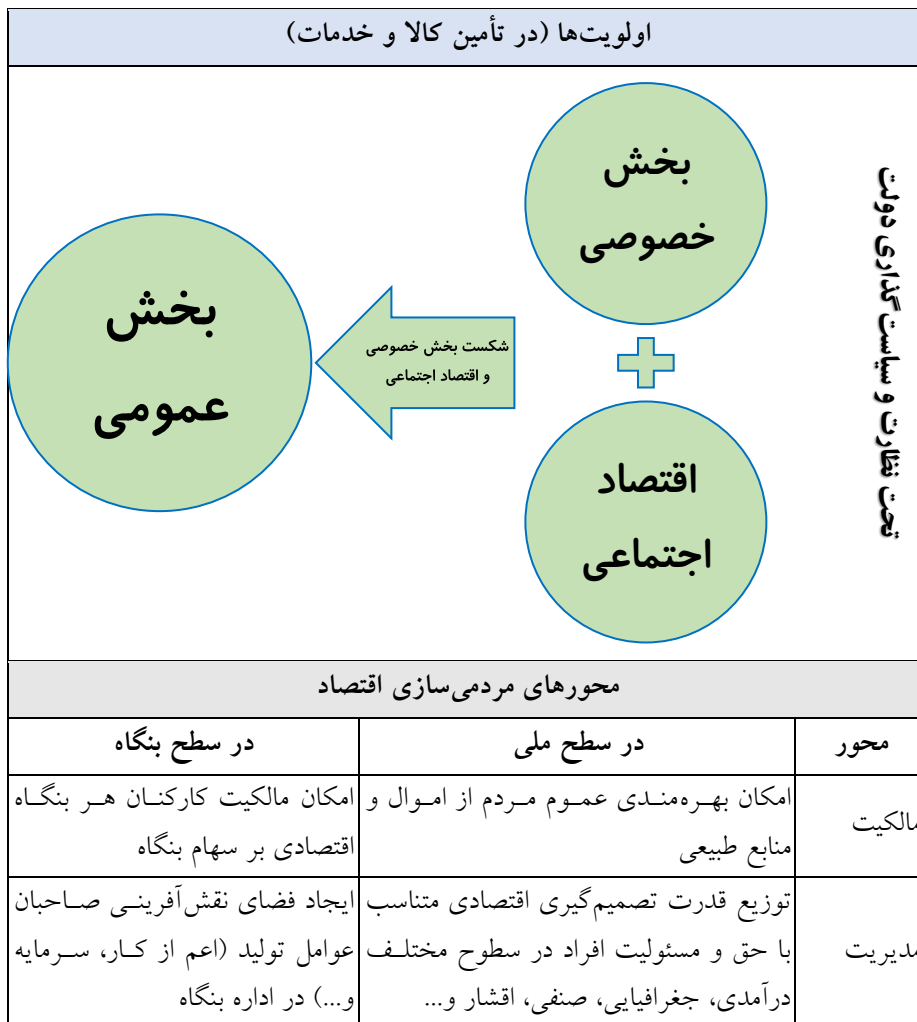 اولویت‌ها (در تأمین کالا و خدمات)
تحت نظارت و سیاست‌گذاری دولت
بخش
خصوصی
اقتصاد
اجتماعی
شکست بخش خصوصی
و اقتصاد اجتماعی
بخش
عمومی
محورهای مردمی‌سازی اقتصاد
محور
در سطح ملی
در سطح بنگاه
مالکیت
امکان بهره‌مندی عموم مردم از اموال و
منابع طبیعی
امکان مالکیت کارکنان هر بنگاه
اقتصادی بر سهام بنگاه
مدیریت
توزیع قدرت تصمیم‌گیری اقتصادی متناسب
با حق و مسئولیت افراد در سطوح مختلف
درآمدی، جغرافیایی، صنفی، اقشار و...
ایجاد فضای نقش‌آفرینی صاحبان
عوامل تولید (اعم از کار، سرمایه
و...) در اداره بنگاه